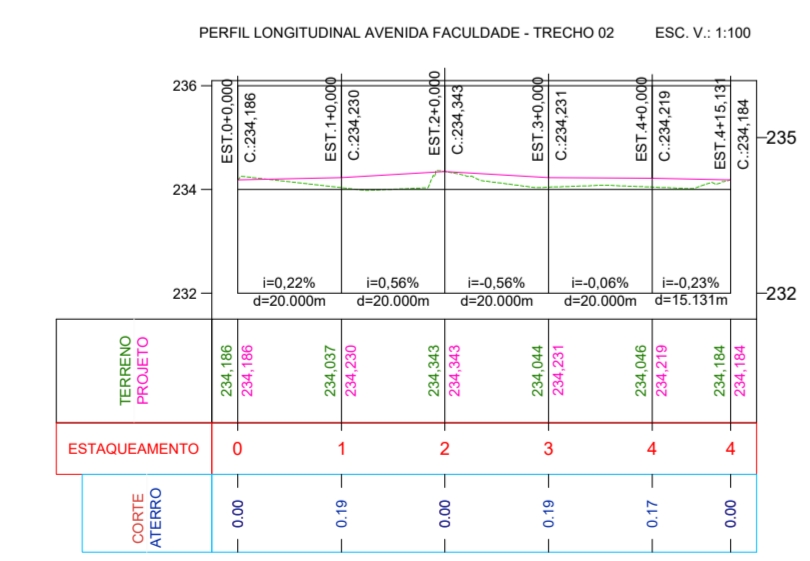 PERFIL LONGITUDINAL AVENIDA FACULDADE - TRECHO 02 ESC. V.: 1:100
236
234
232
235
232
EST.0+0,000
C.:234,186
EST.1+0,000
C.:234,230
EST.2+0,000
C.:234,343
EST.3+0,000
C.:234,231
EST.4+0,000
C.:234,219
EST.4+15,131
C.:234,184
i=0,22% i=0,56% i=-0,56% i=-0,06% i=-0,23%
d=20.000m d=20.000m d=20.000m d=20.000m d=15.131m
TERRENO
PROJETO
234,186
234,186
234,037
234,230
234,343
234,343
234,044
234,231
234,046
234,219
234,184
234,184
ESTAQUEAMENTO 0 1 2 3 4 4
CORTE
ATERRO
0.00
0.19
0.00
0.19
0.17
0.00